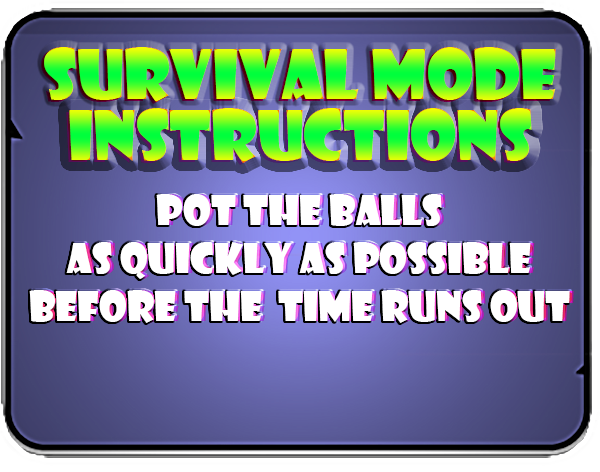 SURVIVAL MODE
INSTRUCTIONS
POT THE BALLS
AS QUICKLY AS POSSIBLE
BEFORE THE TIME RUNS OUT